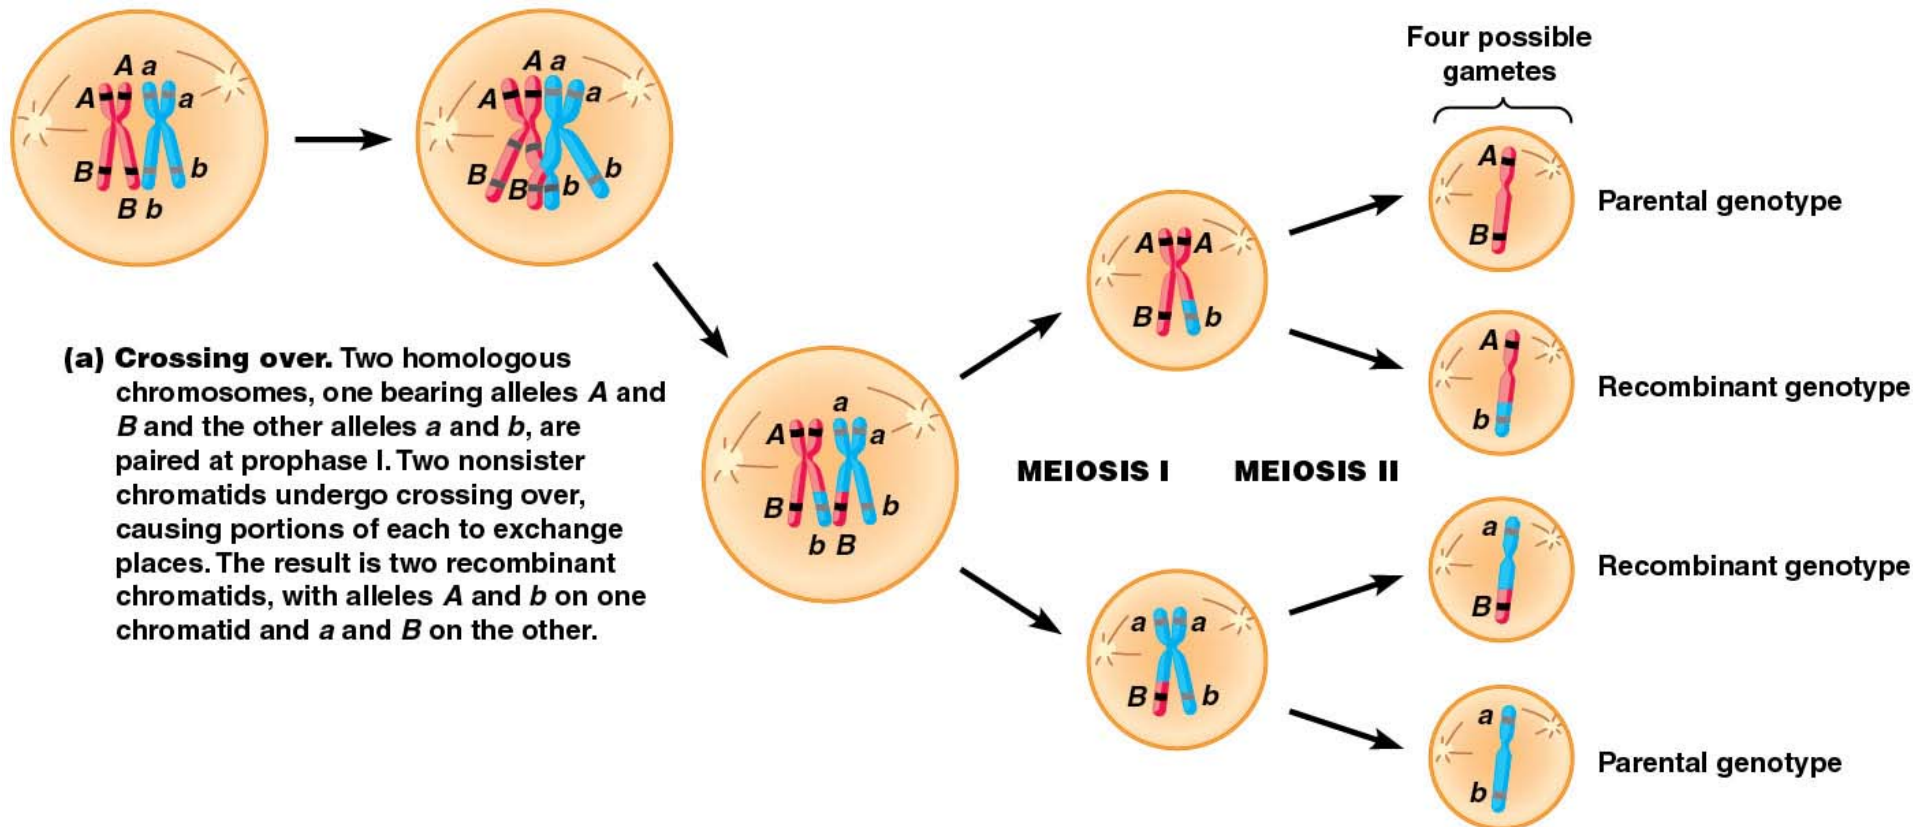 A a
A a
B b
B b
A a
A a
B b
B b
Four possible
gametes
A
B
Parental genotype
A A
B b
A
b
Recombinant genotype
(a) Crossing over. Two homologous
chromosomes, one bearing alleles A and
B and the other alleles a and b, are
paired at prophase I. Two nonsister
chromatids undergo crossing over,
causing portions of each to exchange
places. The result is two recombinant
chromatids, with alleles A and b on one
chromatid and a and B on the other.
a
A a
B b
b B
MEIOSIS I MEIOSIS II
a a
B b
a
B
Recombinant genotype
a
b
Parental genotype